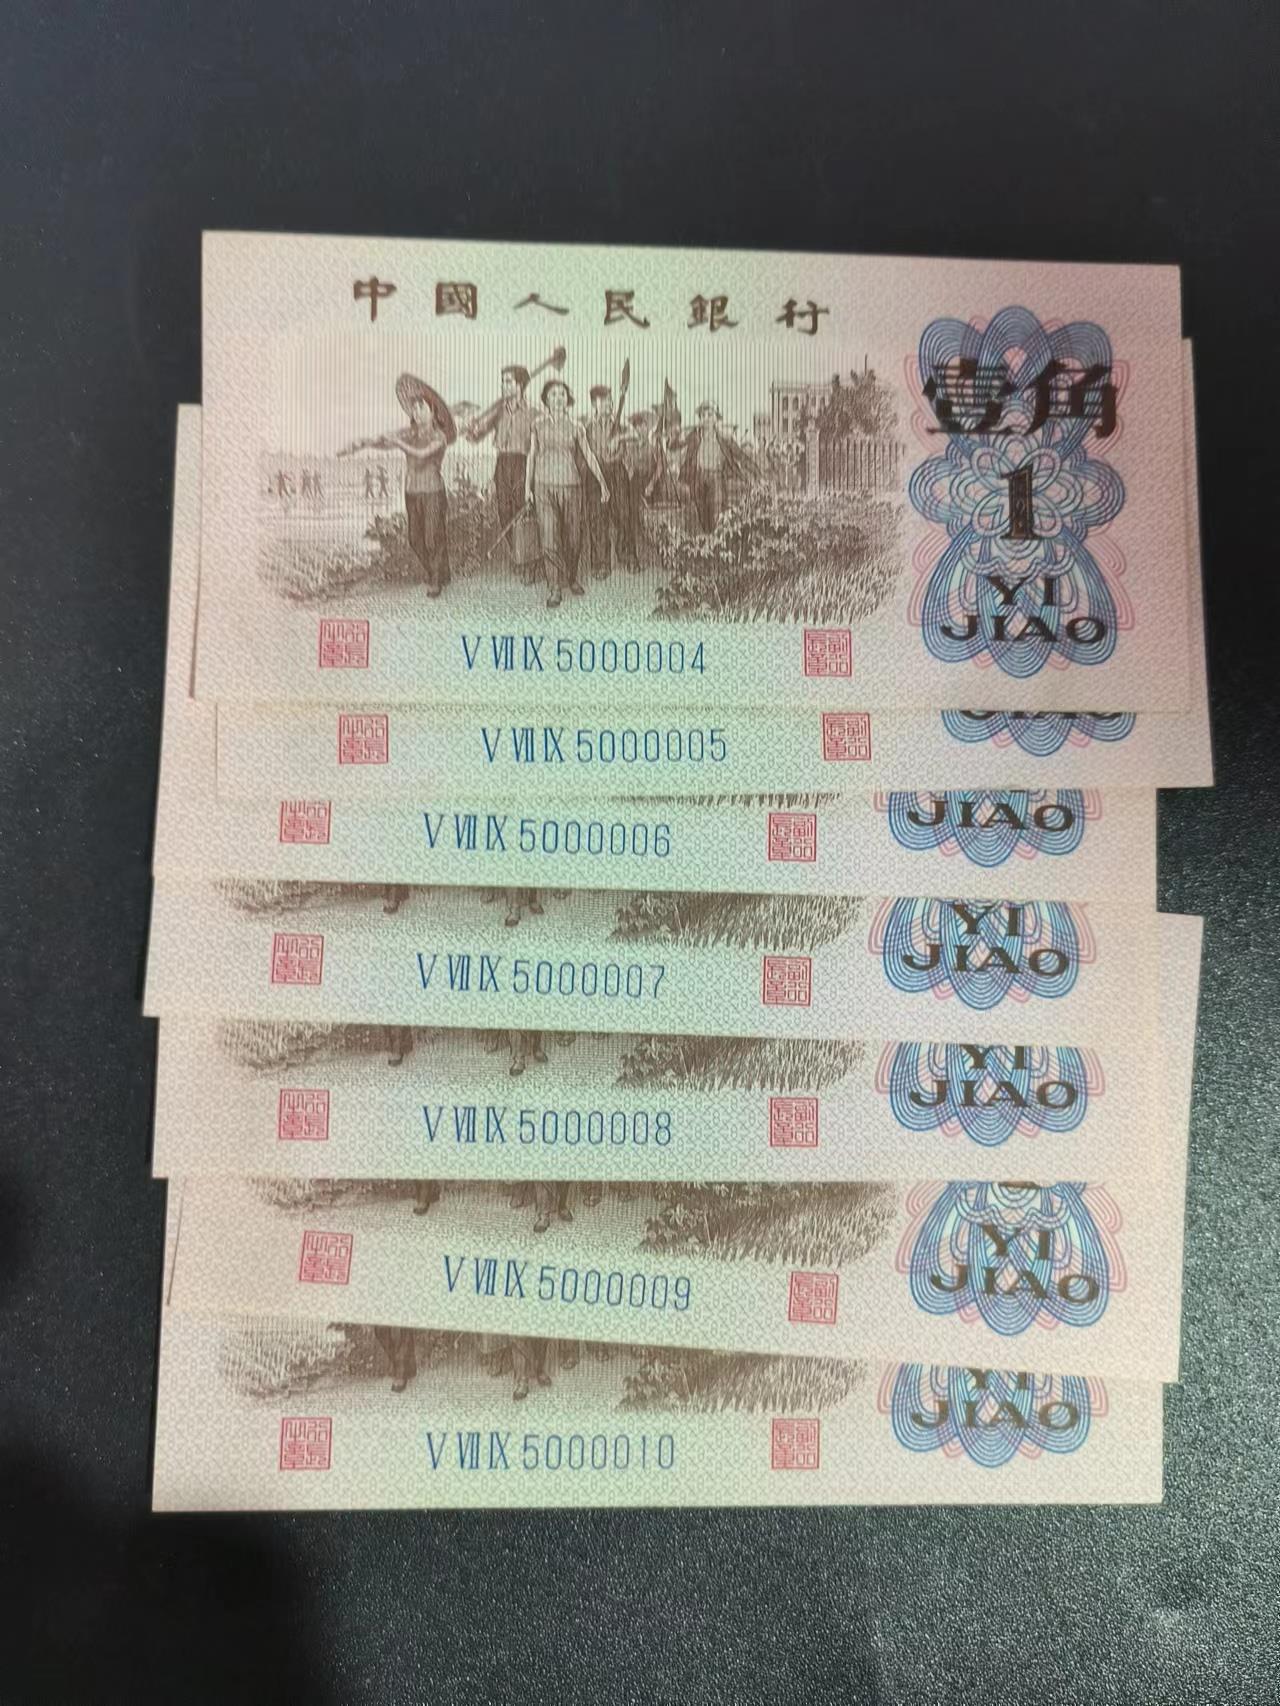 中國人民銀行
壹角
1
YI
JIAO
V VII IX 5000004
V VII IX 5000005
JIAO
V VII IX 5000006
YI
JIAO
V VII IX 5000007
YI
JIAO
V VII IX 5000008
YI
JIAO
V VII IX 5000009
YI
JIAO
V VII IX 5000010